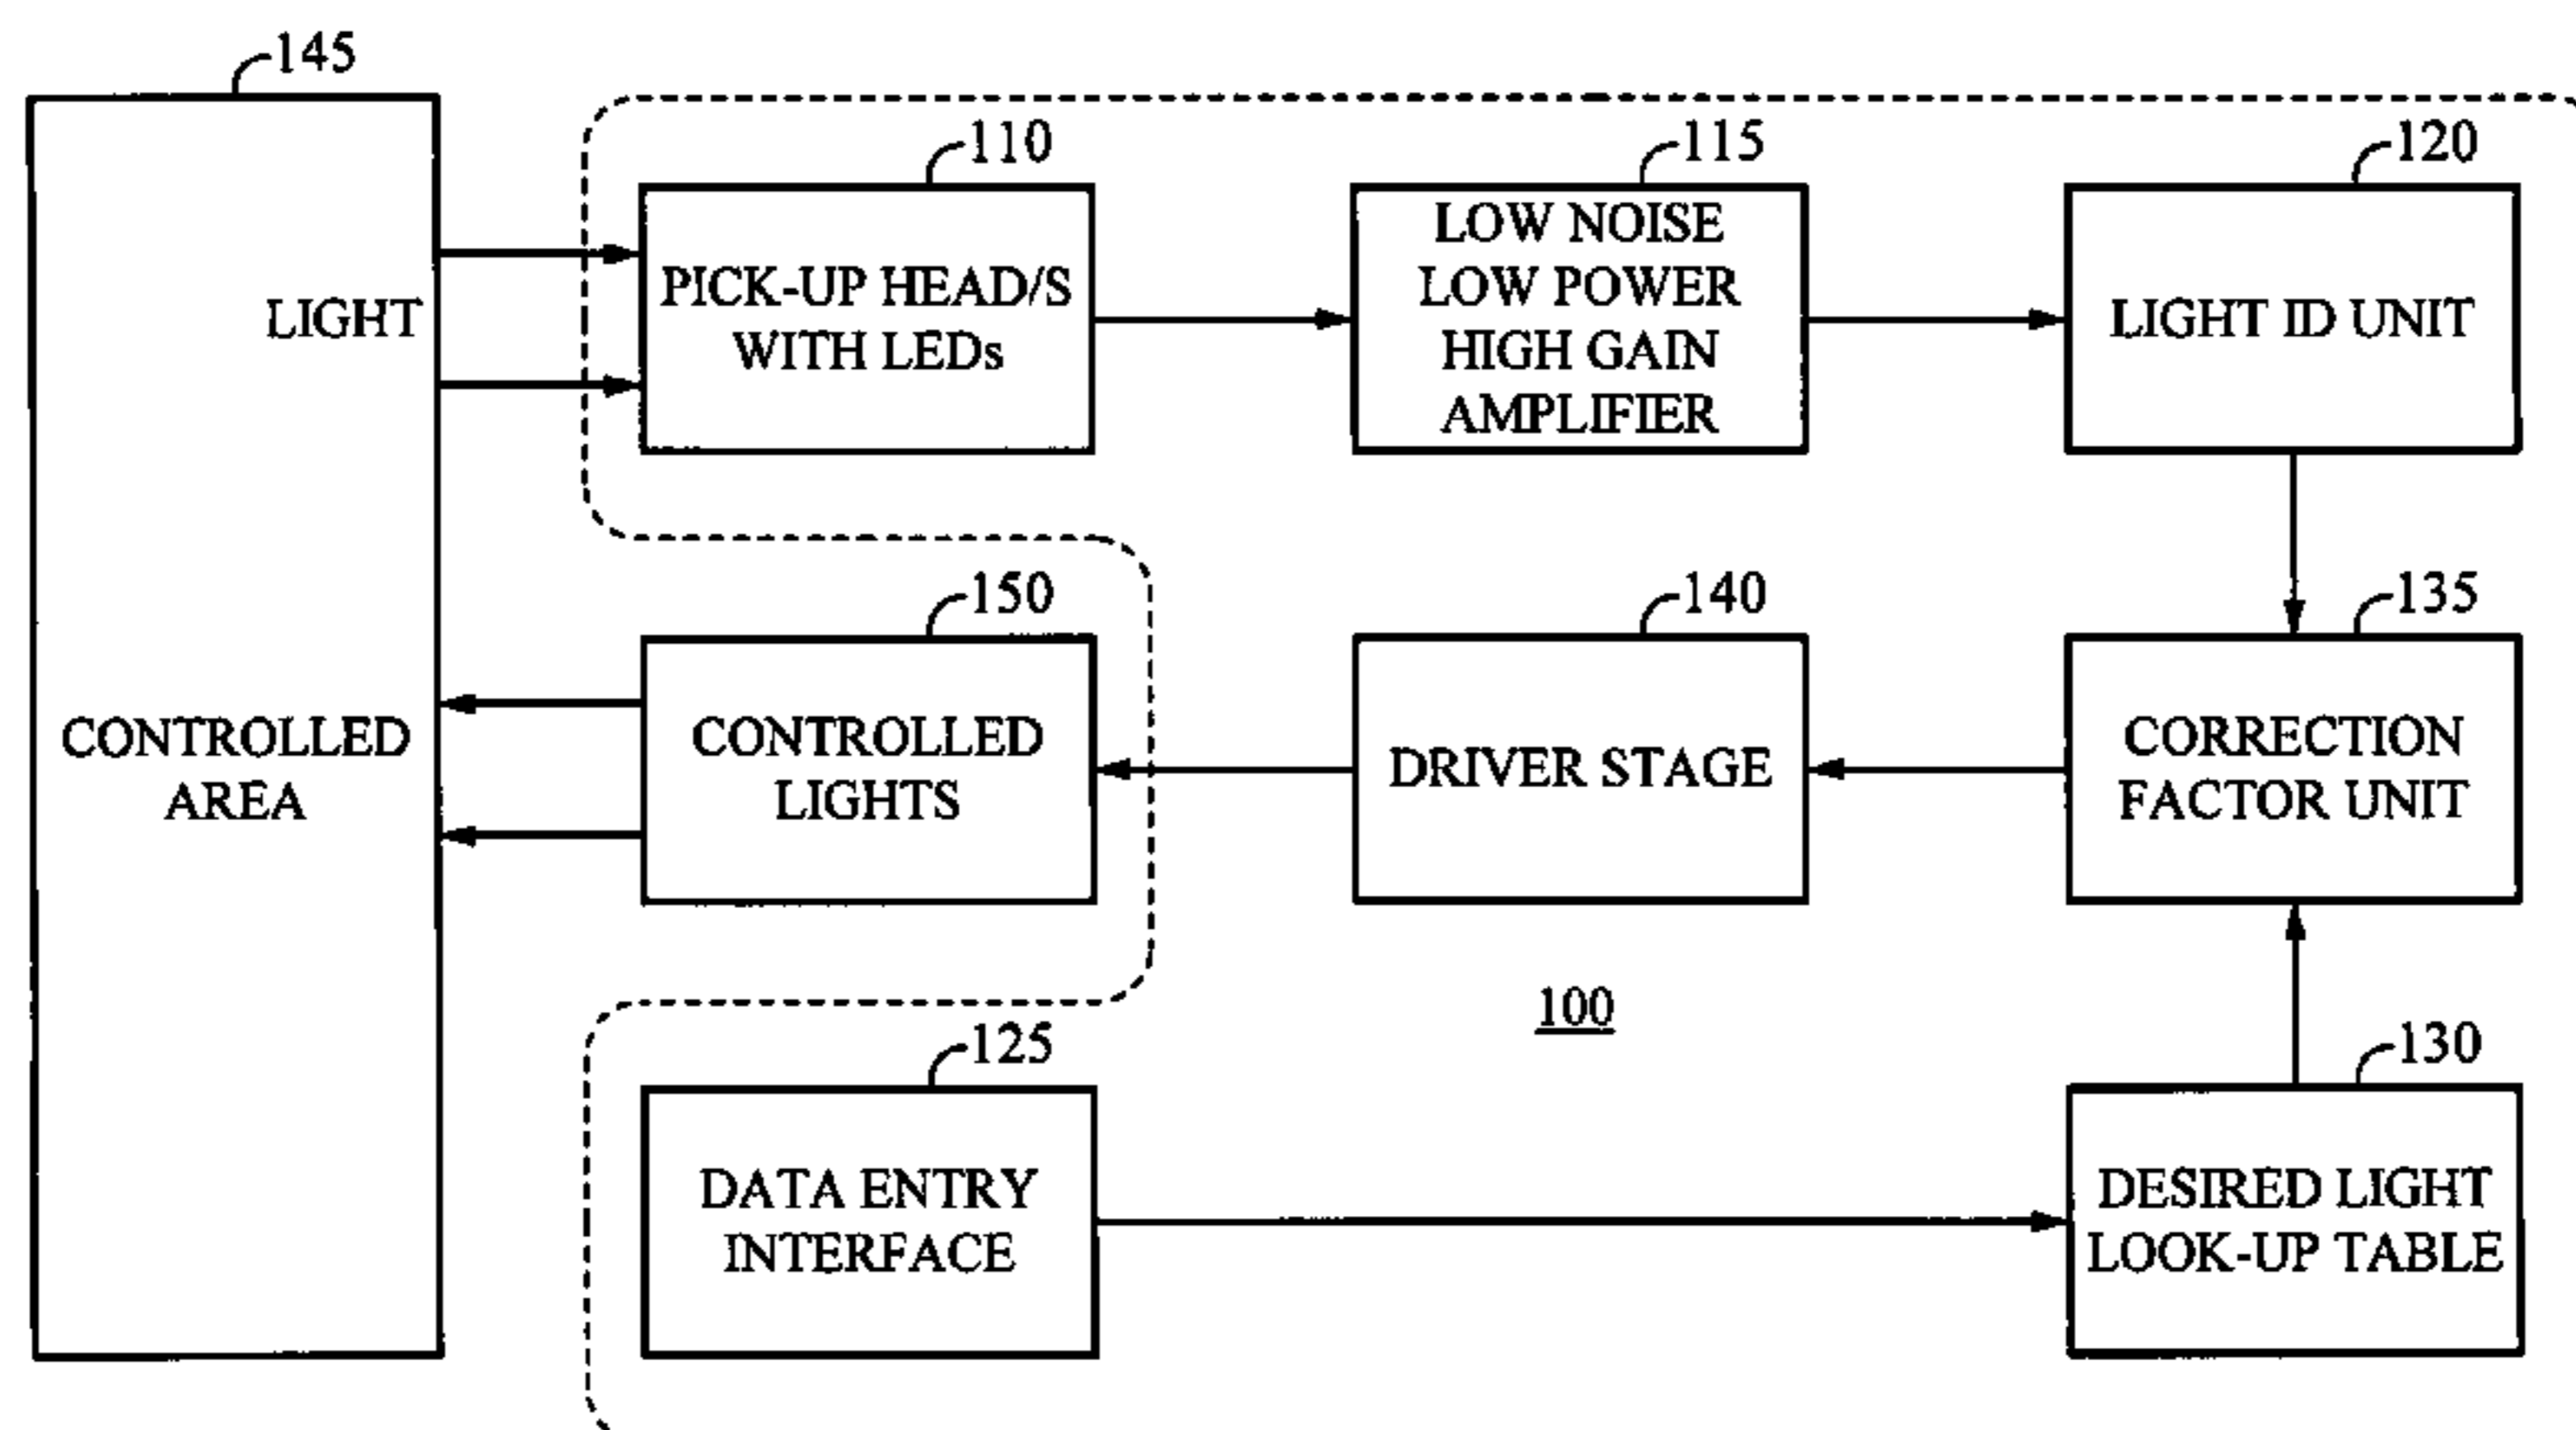 145
110
115
120
LIGHT
PICK-UP HEAD/S
WITH LEDs
LOW NOISE
LOW POWER
HIGH GAIN
AMPLIFIER
LIGHT ID UNIT
150
140
135
CONTROLLED
AREA
CONTROLLED
LIGHTS
DRIVER STAGE
CORRECTION
FACTOR UNIT
100
125
130
DATA ENTRY
INTERFACE
DESIRED LIGHT
LOOK-UP TABLE